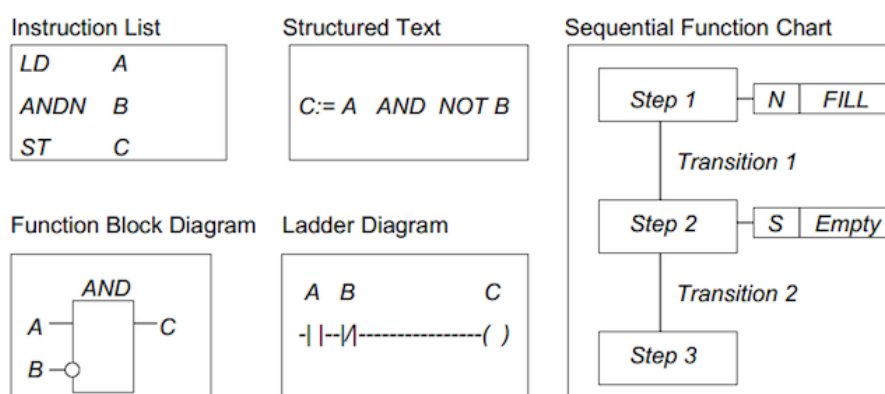 Instruction List
LD A
ANDN B
ST C
Structured Text
C:= A AND NOT B
Sequential Function Chart
Step 1 N FILL
Transition 1
Step 2 S Empty
Transition 2
Step 3
Function Block Diagram
AND
A C
B
Ladder Diagram
A B C
-| |--|/|----------------( )